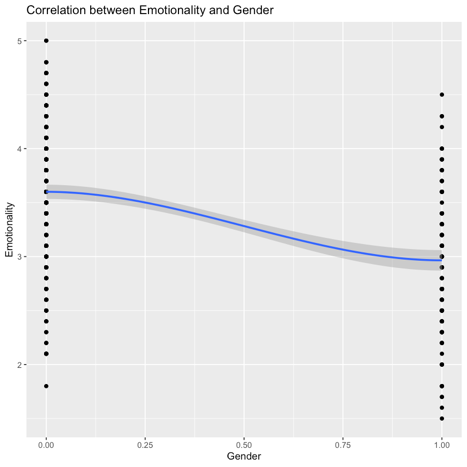 Correlation between Emotionality and Gender
5
4
3
2
Emotionality
0.00 0.25 0.50 0.75 1.00
Gender